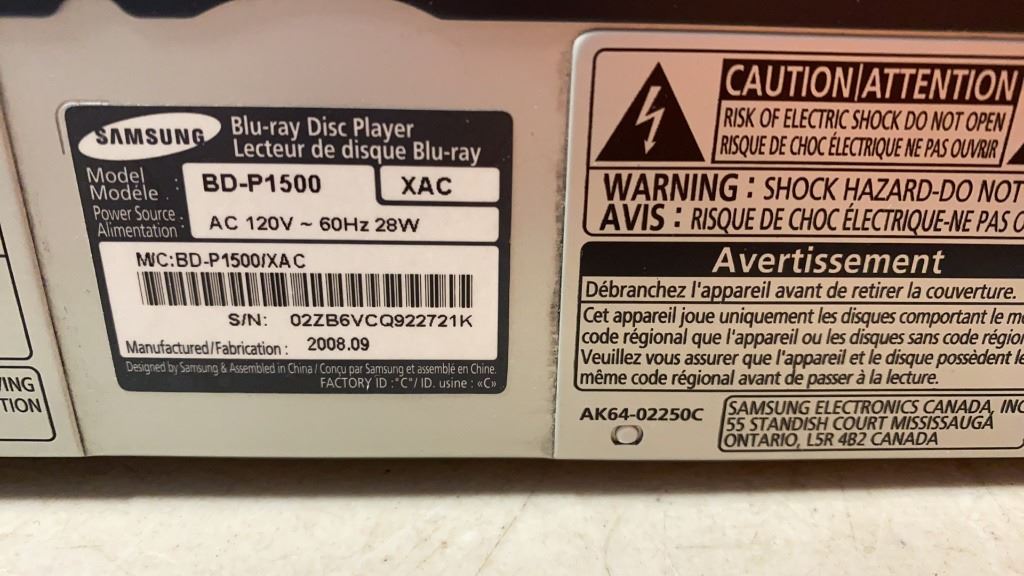 SAMSUNG
Blu-ray Disc Player
Lecteur de disque Blu-ray
Model
Modèle :
BD-P1500
XAC
Power Source :
Alimentation :
AC 120V ~ 60Hz 28W
M/C:BD-P1500/XAC
S/N: 02ZB6VCQ922721K
Manufactured/Fabrication : 2008.09
Designed by Samsung & Assembled in China / Conçu par Samsung et assemblé en Chine.
FACTORY ID :"C"/ ID. usine : «C»
CAUTION ATTENTION
RISK OF ELECTRIC SHOCK DO NOT OPEN
RISQUE DE CHOC ÉLECTRIQUE NE PAS OUVRIR
WARNING : SHOCK HAZARD-DO NOT
AVIS : RISQUE DE CHOC ÉLECTRIQUE-NE PAS
Avertissement
Débranchez l'appareil avant de retirer la couverture.
Cet appareil joue uniquement les disques comportant le
code régional que l'appareil ou les disques sans code
Veuillez vous assurer que l'appareil et le disque possèdent
même code régional avant de passer à la lecture.
AK64-02250C
SAMSUNG ELECTRONICS CANADA, INC
55 STANDISH COURT MISSISSAUGA
ONTARIO, L5R 4B2 CANADA